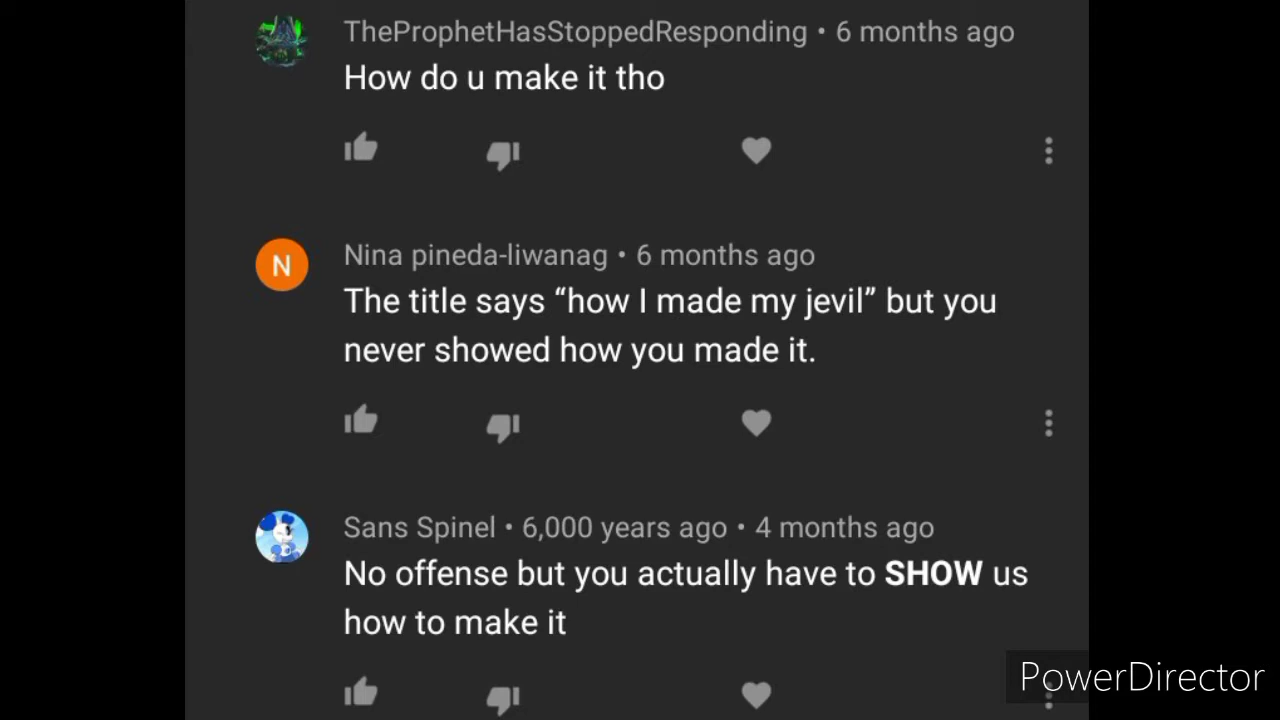 TheProphetHasStoppedResponding • 6 months ago
How do u make it tho
N
Nina pineda-liwanag • 6 months ago
The title says “how I made my jevil” but you
never showed how you made it.
Sans Spinel • 6,000 years ago • 4 months ago
No offense but you actually have to SHOW us
how to make it
PowerDirector